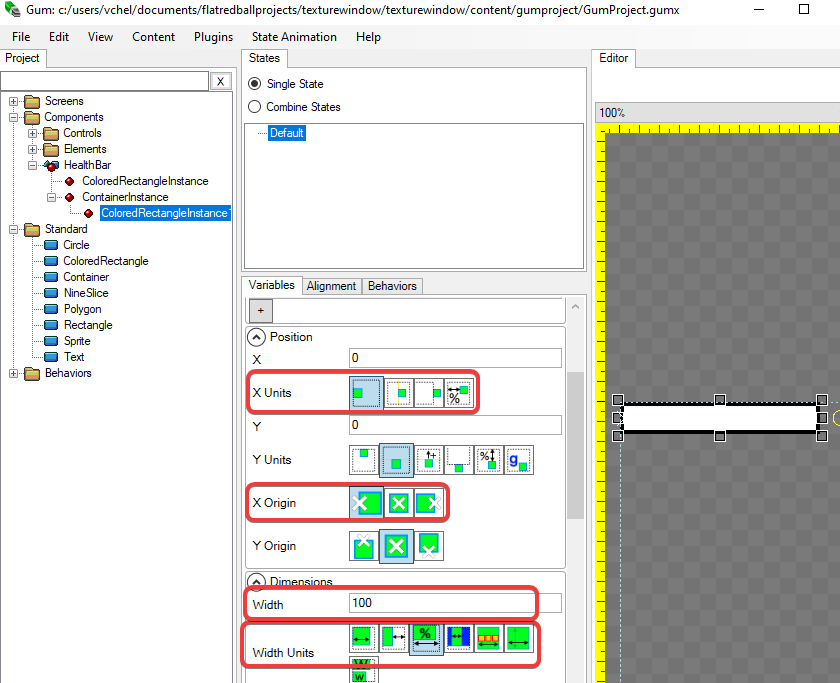 Gum: c:/users/vchel/documents/flatredballprojects/texturewindow/texturewindow/content/gumproject/GumProject.gumx
File Edit View Content Plugins State Animation Help
Project
X
Screens
Components
Controls
Elements
HealthBar
ColoredRectangleInstance
ContainerInstance
ColoredRectangleInstance
Standard
Circle
ColoredRectangle
Container
NineSlice
Polygon
Rectangle
Sprite
Text
Behaviors
States
Single State
Combine States
Default
Variables Alignment Behaviors
+
Position
X 0
X Units %
Y 0
Y Units % g
X Origin
Y Origin
Dimensions
Width 100
Width Units %
W
Editor
100%